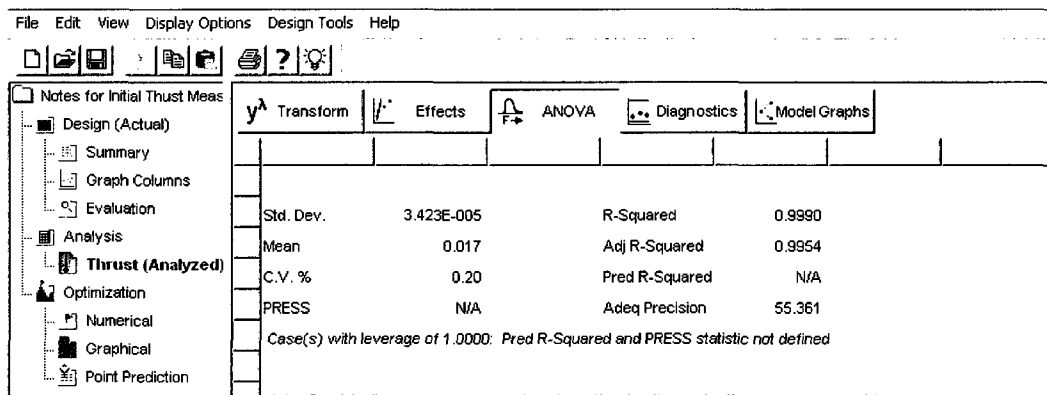 File Edit View Display Options Design Tools Help
Notes for Initial Thust Meas
Design (Actual)
Summary
Graph Columns
Evaluation
Analysis
Thrust (Analyzed)
Optimization
Numerical
Graphical
Point Prediction
yλ Transform Effects F ANOVA Diagnostics Model Graphs
Std. Dev. 3.423E-005 R-Squared 0.9990
Mean 0.017 Adj R-Squared 0.9954
C.V. % 0.20 Pred R-Squared N/A
PRESS N/A Adeq Precision 55.361
Case(s) with leverage of 1.0000: Pred R-Squared and PRESS statistic not defined